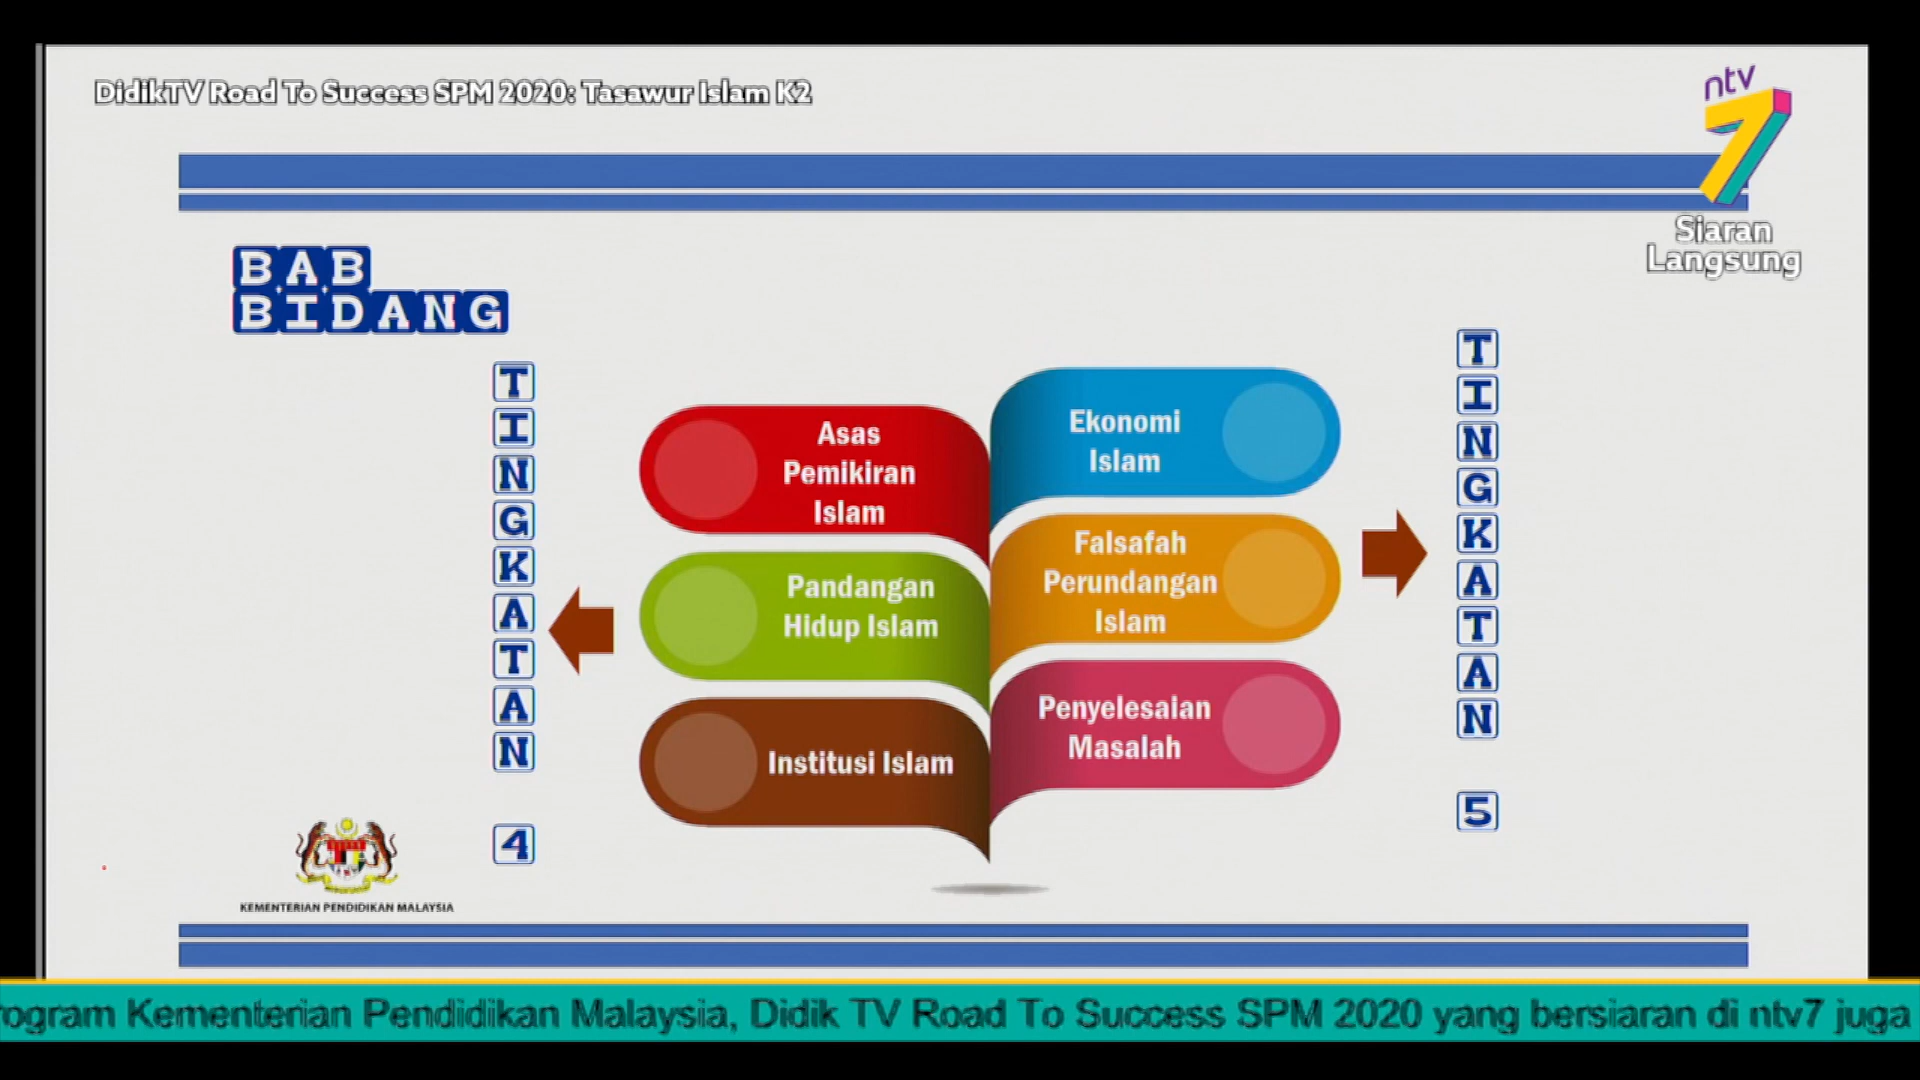 DidikTV Road To Success SPM 2020: Tasawur Islam K2
ntv
7
Siaran
Langsung
BAB
BIDANG
TINGKATAN 4
Asas
Pemikiran
Islam
Pandangan
Hidup Islam
Institusi Islam
Ekonomi
Islam
Falsafah
Perundangan
Islam
Penyelesaian
Masalah
TINGKATAN 5
KEMENTERIAN PENDIDIKAN MALAYSIA
rogram Kementerian Pendidikan Malaysia, Didik TV Road To Success SPM 2020 yang bersiaran di ntv7 juga